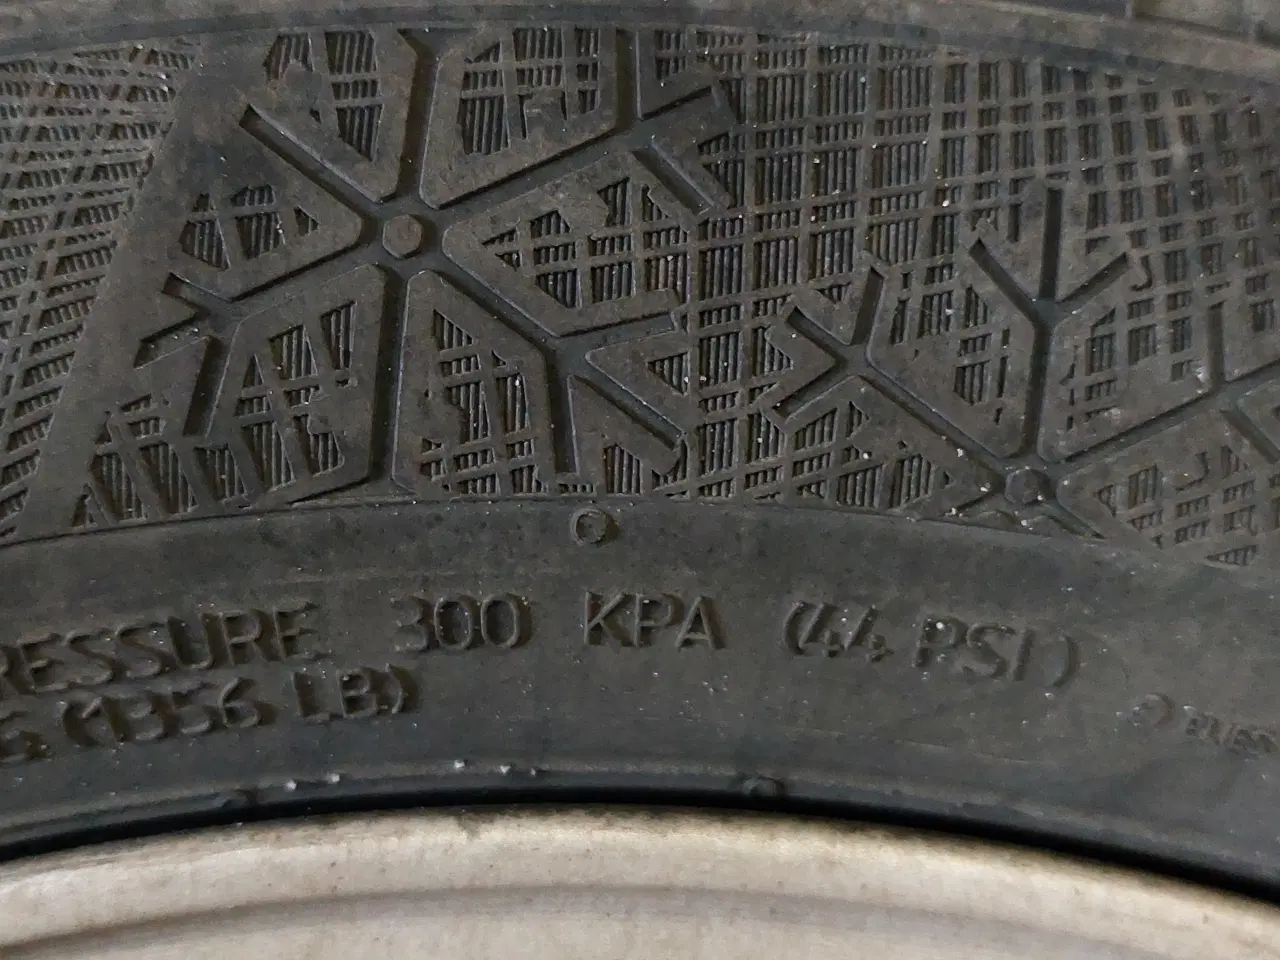 RESSURE 300 KPA (44 PSI)
G (1356 LB)